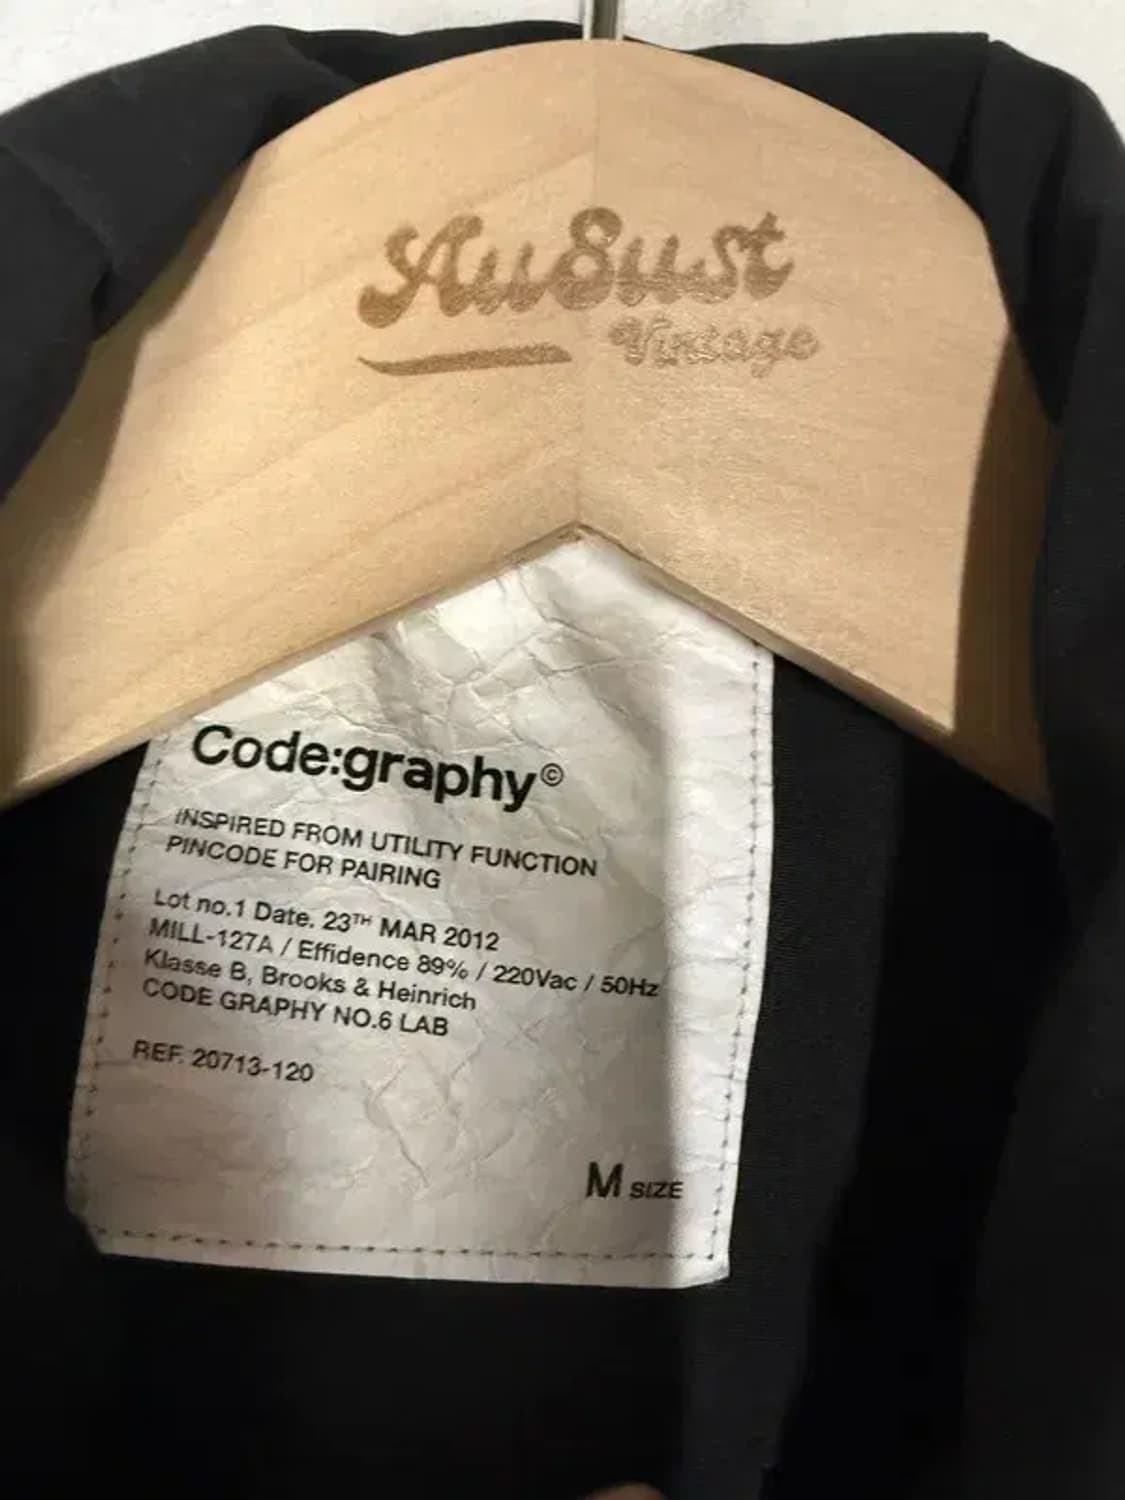 August
Vintage
Code:graphy©
INSPIRED FROM UTILITY FUNCTION
PINCODE FOR PAIRING
Lot no.1 Date. 23TH MAR 2012
MILL-127A / Effidence 89% / 220Vac / 50Hz
Klasse B, Brooks & Heinrich
CODE GRAPHY NO.6 LAB
REF. 20713-120
M SIZE